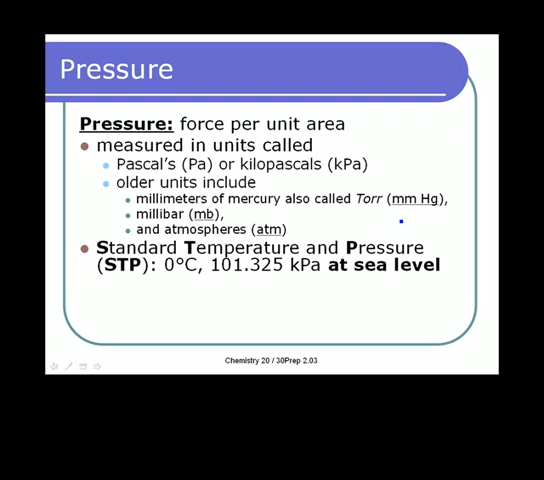 Pressure
Pressure: force per unit area
measured in units called
Pascal's (Pa) or kilopascals (kPa)
older units include
millimeters of mercury also called Torr (mm Hg),
millibar (mb),
and atmospheres (atm)
Standard Temperature and Pressure
(STP): 0°C, 101.325 kPa at sea level
Chemistry 20 / 30Prep 2.03